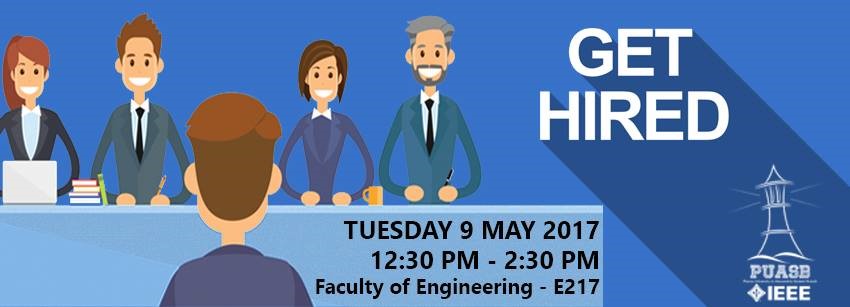 GET
HIRED
TUESDAY 9 MAY 2017
12:30 PM - 2:30 PM
Faculty of Engineering - E217
PUASB
IEEE